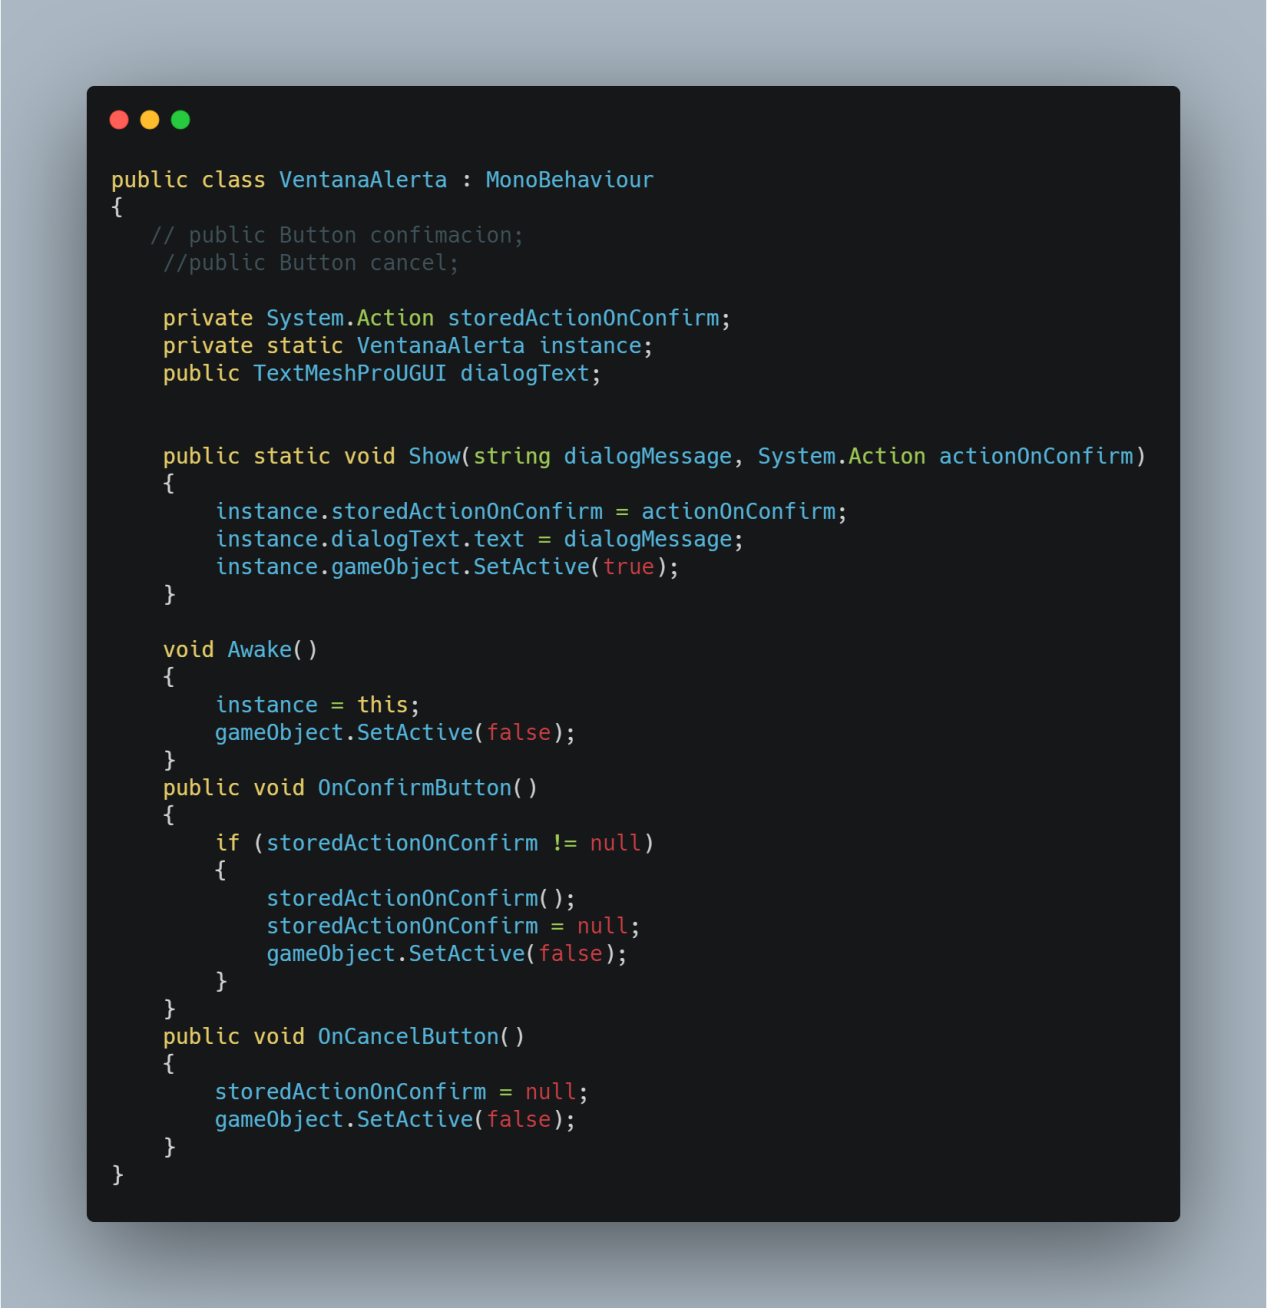 public class VentanaAlerta : MonoBehaviour
{
   // public Button confimacion;
    //public Button cancel;

    private System.Action storedActionOnConfirm;
    private static VentanaAlerta instance;
    public TextMeshProUGUI dialogText;


    public static void Show(string dialogMessage, System.Action actionOnConfirm)
    {
        instance.storedActionOnConfirm = actionOnConfirm;
        instance.dialogText.text = dialogMessage;
        instance.gameObject.SetActive(true);
    }

    void Awake()
    {
        instance = this;
        gameObject.SetActive(false);
    }
    public void OnConfirmButton()
    {
        if (storedActionOnConfirm != null)
        {
            storedActionOnConfirm();
            storedActionOnConfirm = null;
            gameObject.SetActive(false);
        }
    }
    public void OnCancelButton()
    {
        storedActionOnConfirm = null;
        gameObject.SetActive(false);
    }
}